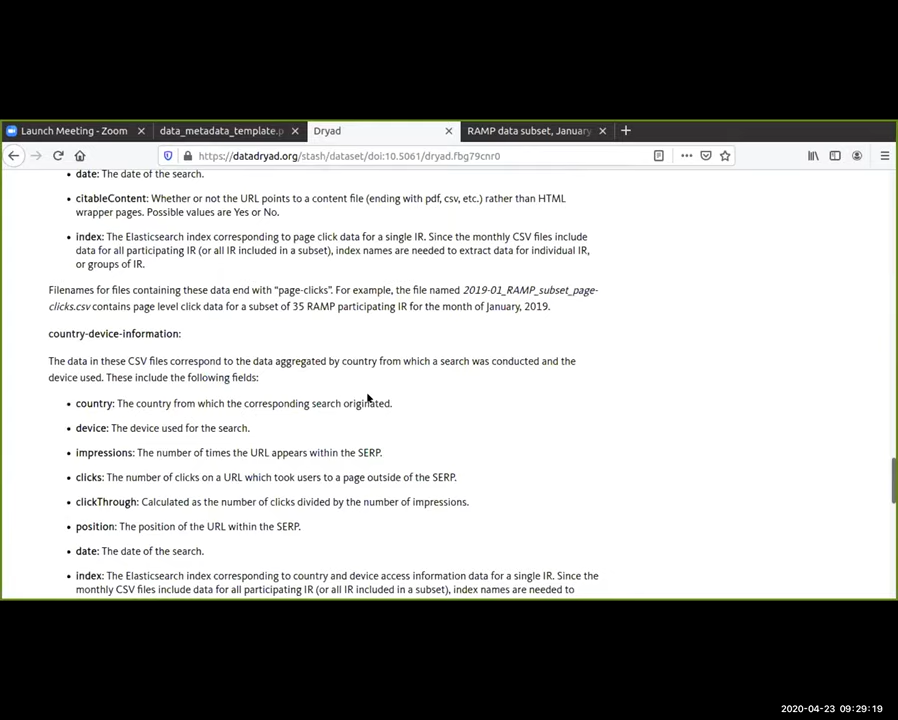 Launch Meeting - Zoom
data_metadata_template.p
Dryad
RAMP data subset, January
https://datadryad.org/stash/dataset/doi:10.5061/dryad.fbg79cnr0
• date: The date of the search.
• citableContent: Whether or not the URL points to a content file (ending with pdf, csv, etc.) rather than HTML
wrapper pages. Possible values are Yes or No.
• index: The Elasticsearch index corresponding to page click data for a single IR. Since the monthly CSV files include
data for all participating IR (or all IR included in a subset), index names are needed to extract data for individual IR,
or groups of IR.
Filenames for files containing these data end with “page-clicks”. For example, the file named 2019-01_RAMP_subset_page-
clicks.csv contains page level click data for a subset of 35 RAMP participating IR for the month of January, 2019.
country-device-information:
The data in these CSV files correspond to the data aggregated by country from which a search was conducted and the
device used. These include the following fields:
• country: The country from which the corresponding search originated.
• device: The device used for the search.
• impressions: The number of times the URL appears within the SERP.
• clicks: The number of clicks on a URL which took users to a page outside of the SERP.
• clickThrough: Calculated as the number of clicks divided by the number of impressions.
• position: The position of the URL within the SERP.
• date: The date of the search.
• index: The Elasticsearch index corresponding to country and device access information data for a single IR. Since the
monthly CSV files include data for all participating IR (or all IR included in a subset), index names are needed to
2020-04-23 09:29:19